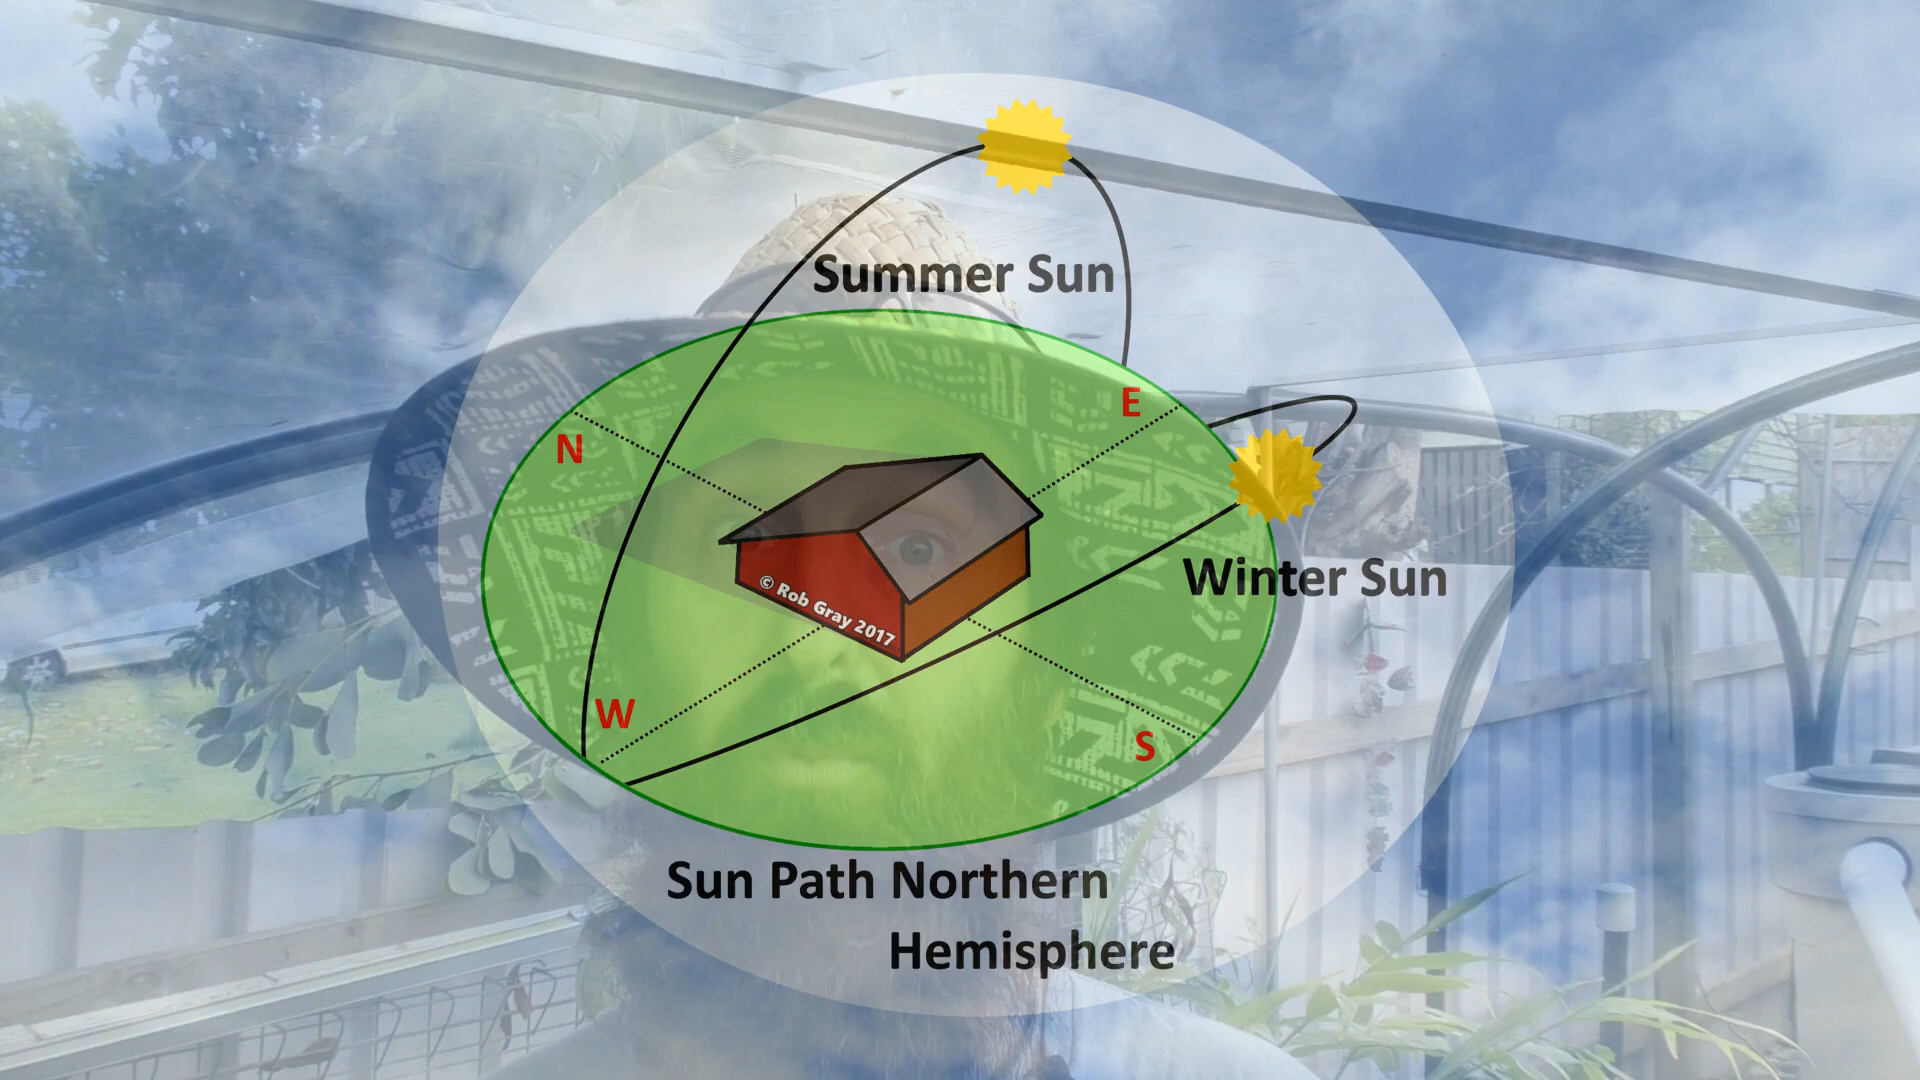 Summer Sun
E
N
Winter Sun
© Rob Gray 2017
W
S
Sun Path Northern
Hemisphere